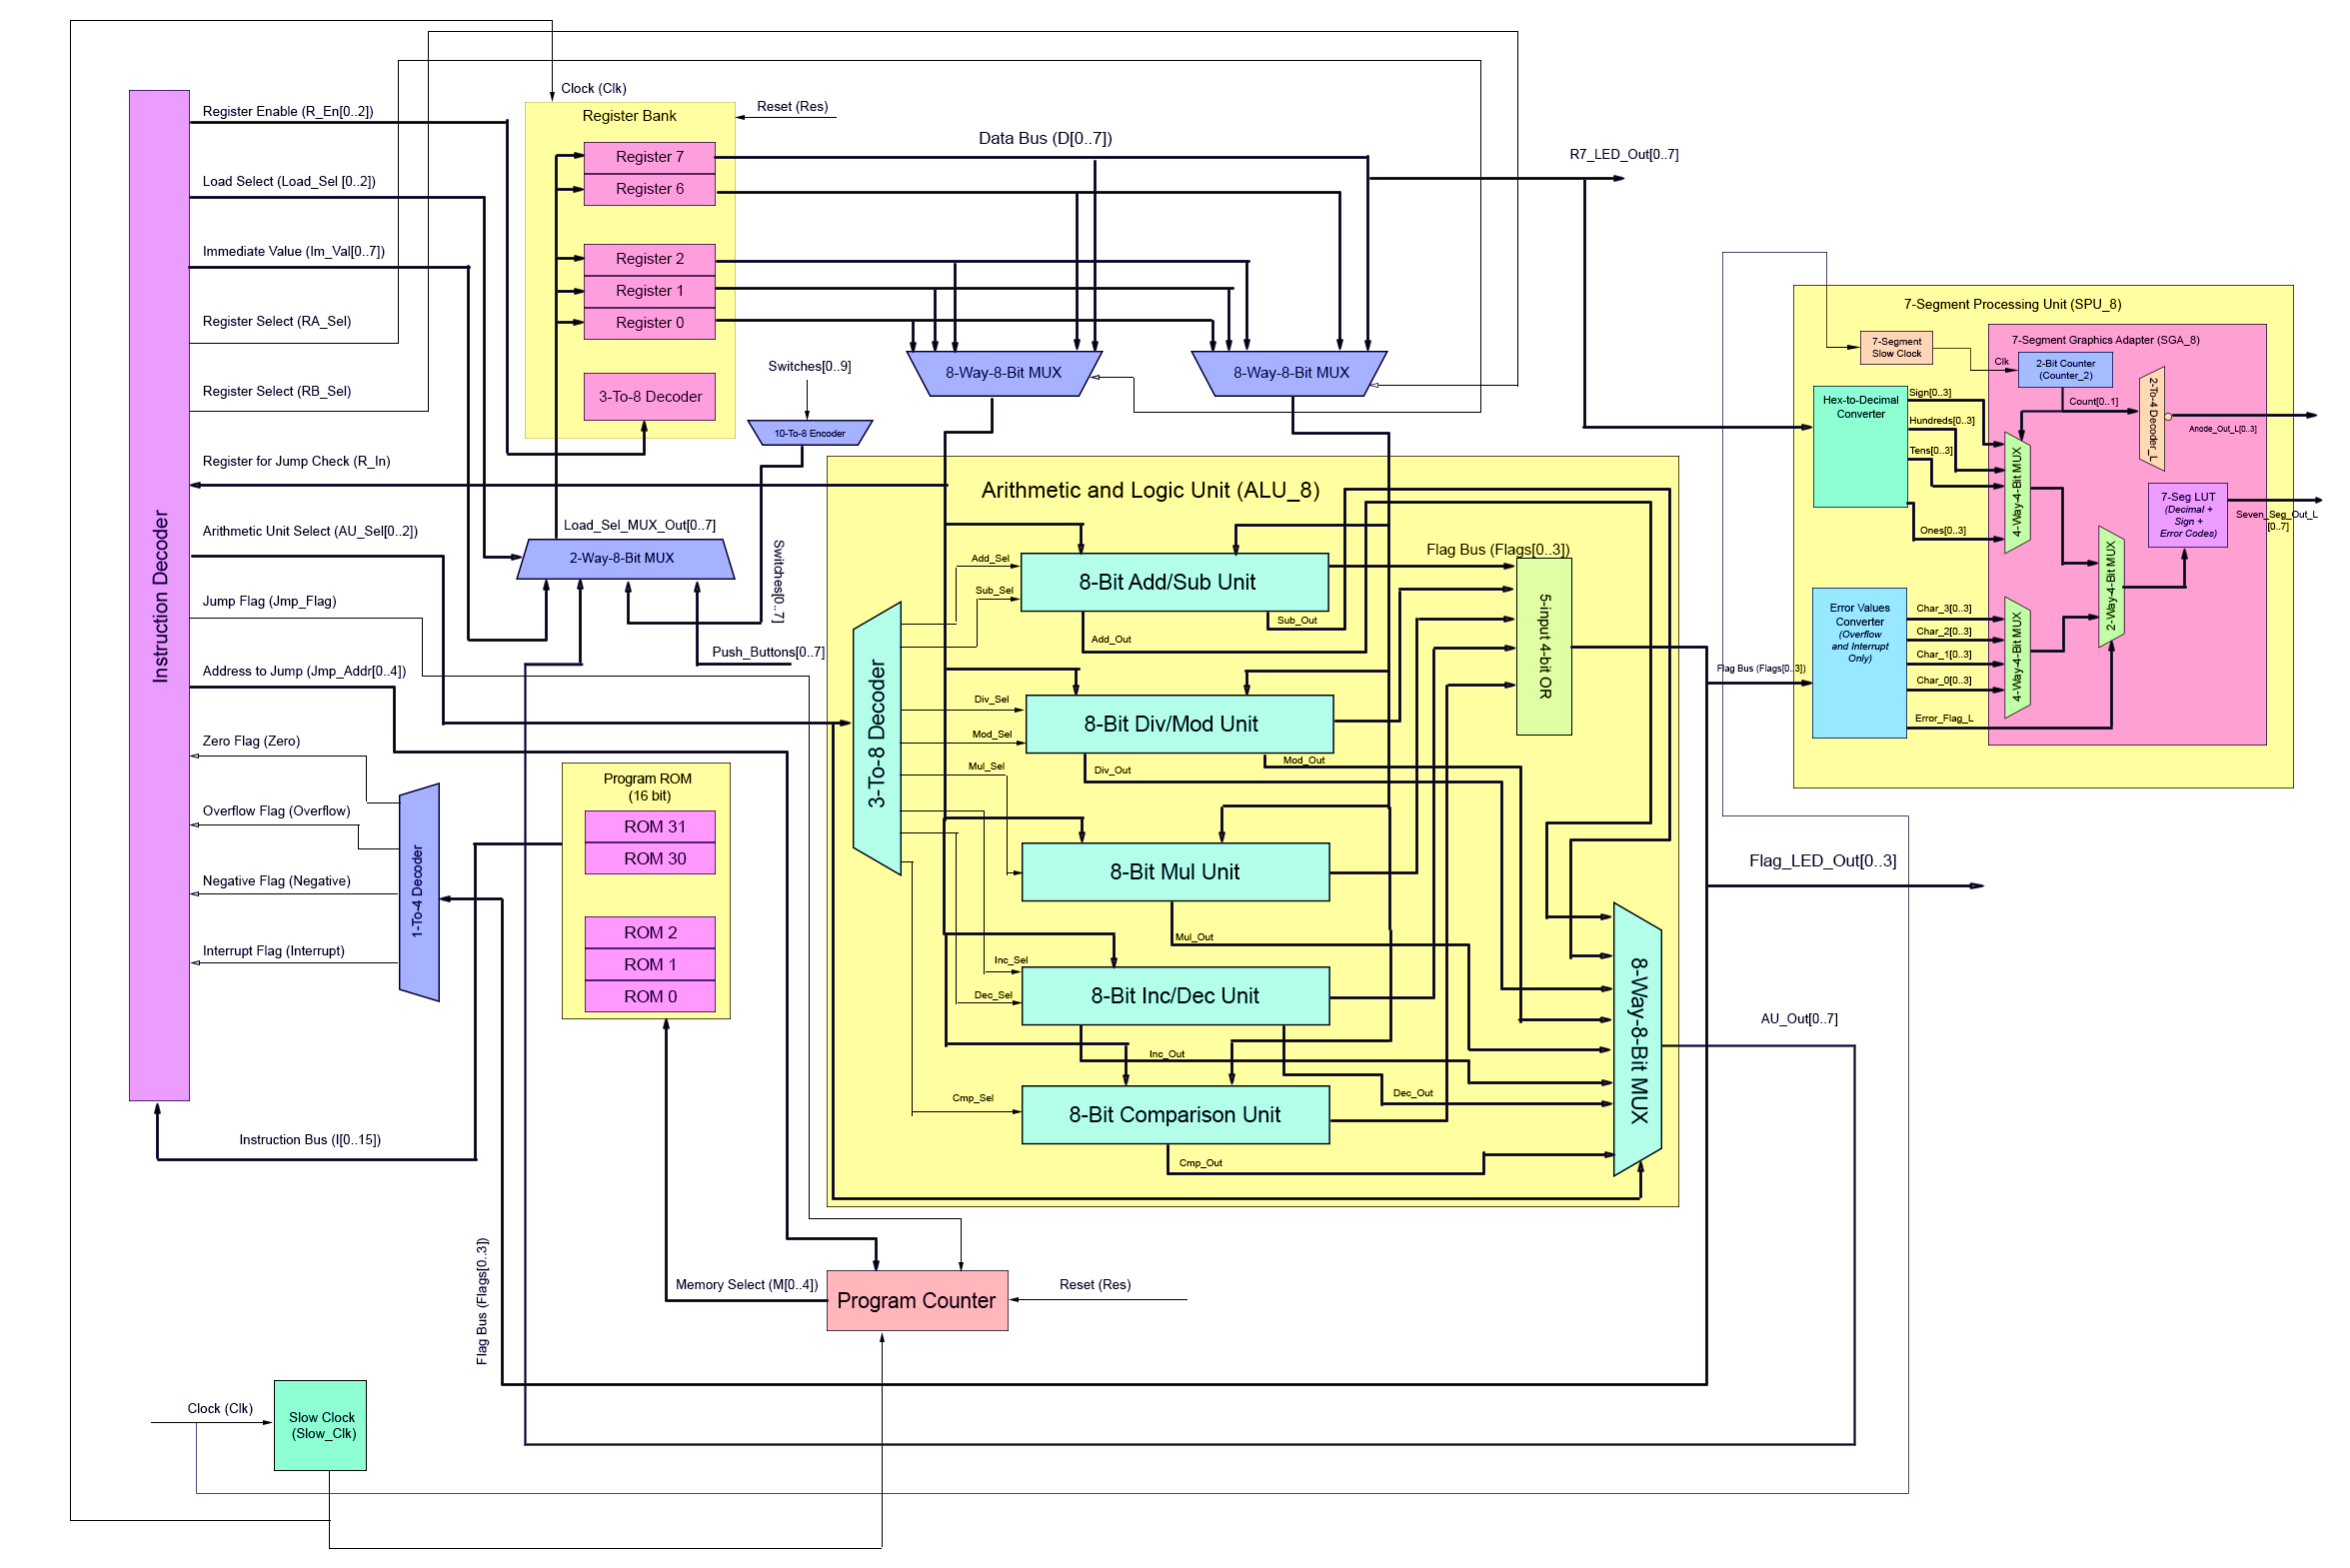 Clock (Clk)
Register Enable (R_En[0..2])
Load Select (Load_Sel [0..2])
Immediate Value (Im_Val[0..7])
Register Select (RA_Sel)
Register Select (RB_Sel)
Register for Jump Check (R_In)
Arithmetic Unit Select (AU_Sel[0..2])
Jump Flag (Jmp_Flag)
Address to Jump (Jmp_Addr[0..4])
Zero Flag (Zero)
Overflow Flag (Overflow)
Negative Flag (Negative)
Interrupt Flag (Interrupt)
Instruction Decoder
1-To-4 Decoder
Instruction Bus (I[0..15])
Register Bank
Reset (Res)
Register 7
Register 6
Register 2
Register 1
Register 0
3-To-8 Decoder
Data Bus (D[0..7])
R7_LED_Out[0..7]
Switches[0..9]
10-To-8 Encoder
8-Way-8-Bit MUX
8-Way-8-Bit MUX
Load_Sel_MUX_Out[0..7]
2-Way-8-Bit MUX
Switches[0..7]
Push_Buttons[0..7]
Program ROM
(16 bit)
ROM 31
ROM 30
ROM 2
ROM 1
ROM 0
Arithmetic and Logic Unit (ALU_8)
3-To-8 Decoder
Add_Sel
Sub_Sel
8-Bit Add/Sub Unit
Add_Out
Sub_Out
Div_Sel
Mod_Sel
8-Bit Div/Mod Unit
Div_Out
Mod_Out
Mul_Sel
8-Bit Mul Unit
Mul_Out
Inc_Sel
Dec_Sel
8-Bit Inc/Dec Unit
Inc_Out
Dec_Out
Cmp_Sel
8-Bit Comparison Unit
Cmp_Out
Flag Bus (Flags[0..3])
5-input 4-bit OR
8-Way-8-Bit MUX
AU_Out[0..7]
Flag_LED_Out[0..3]
Flag Bus (Flags[0..3])
7-Segment Processing Unit (SPU_8)
7-Segment
Slow Clock
7-Segment Graphics Adapter (SGA_8)
Clk
2-Bit Counter
(Counter_2)
Count[0..1]
2-To-4 Decoder_L
Anode_Out_L[0..3]
Hex-to-Decimal
Converter
Sign[0..3]
Hundreds[0..3]
Tens[0..3]
Ones[0..3]
4-Way-4-Bit MUX
7-Seg LUT
(Decimal +
Sign +
Error Codes)
Seven_Seg_Out_L
[0..7]
2-Way-4-Bit MUX
Error Values
Converter
(Overflow
and Interrupt
Only)
Char_3[0..3]
Char_2[0..3]
Char_1[0..3]
Char_0[0..3]
Error_Flag_L
4-Way-4-Bit MUX
Memory Select (M[0..4])
Program Counter
Reset (Res)
Flag Bus (Flags[0..3])
Clock (Clk)
Slow Clock
(Slow_Clk)